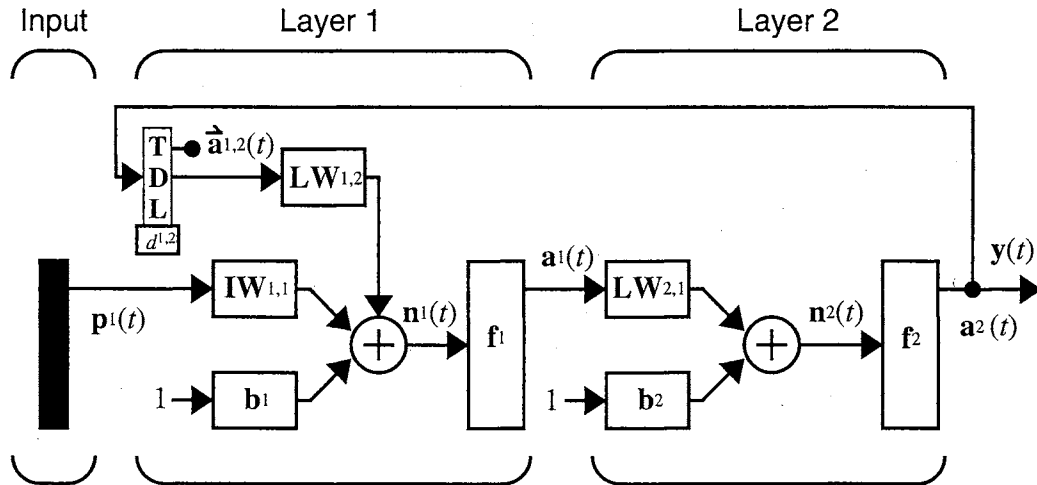 Input Layer 1 Layer 2
T
D
L
d1,2
a1,2(t)
LW1,2
IW1,1
p1(t)
1
b1
n1(t)
f1
a1(t)
LW2,1
1
b2
n2(t)
f2
y(t)
a2(t)